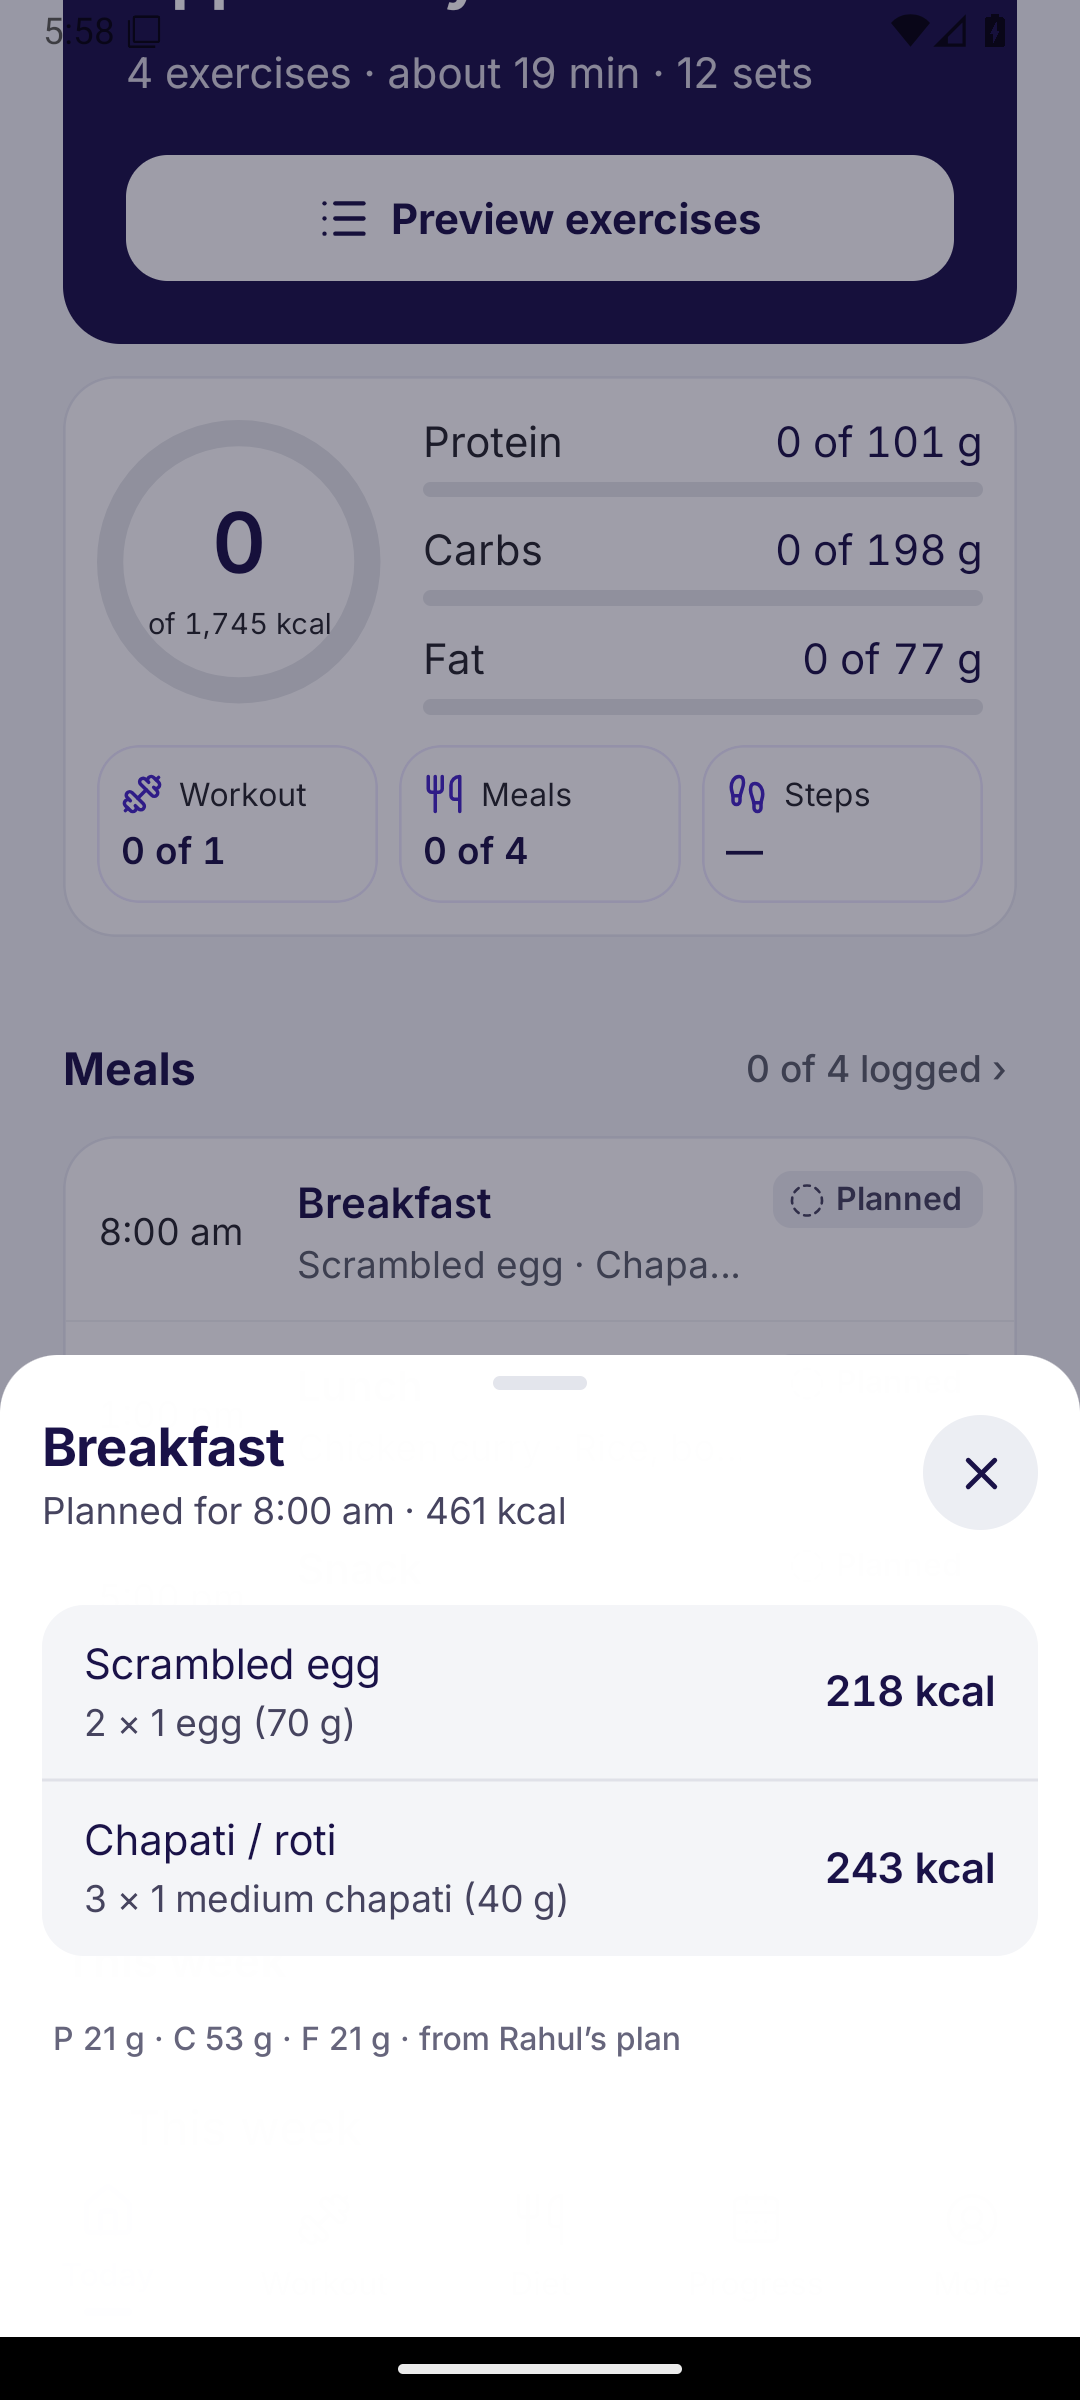 5:58
4 exercises · about 19 min · 12 sets
Preview exercises
0
of 1,745 kcal
Protein 0 of 101 g
Carbs 0 of 198 g
Fat 0 of 77 g
Workout
0 of 1
Meals
0 of 4
Steps
—
Meals 0 of 4 logged ›
8:00 am
Breakfast
Planned
Scrambled egg · Chapa...
Breakfast
Planned for 8:00 am · 461 kcal
Scrambled egg
2 × 1 egg (70 g)
218 kcal
Chapati / roti
3 × 1 medium chapati (40 g)
243 kcal
P 21 g · C 53 g · F 21 g · from Rahul’s plan